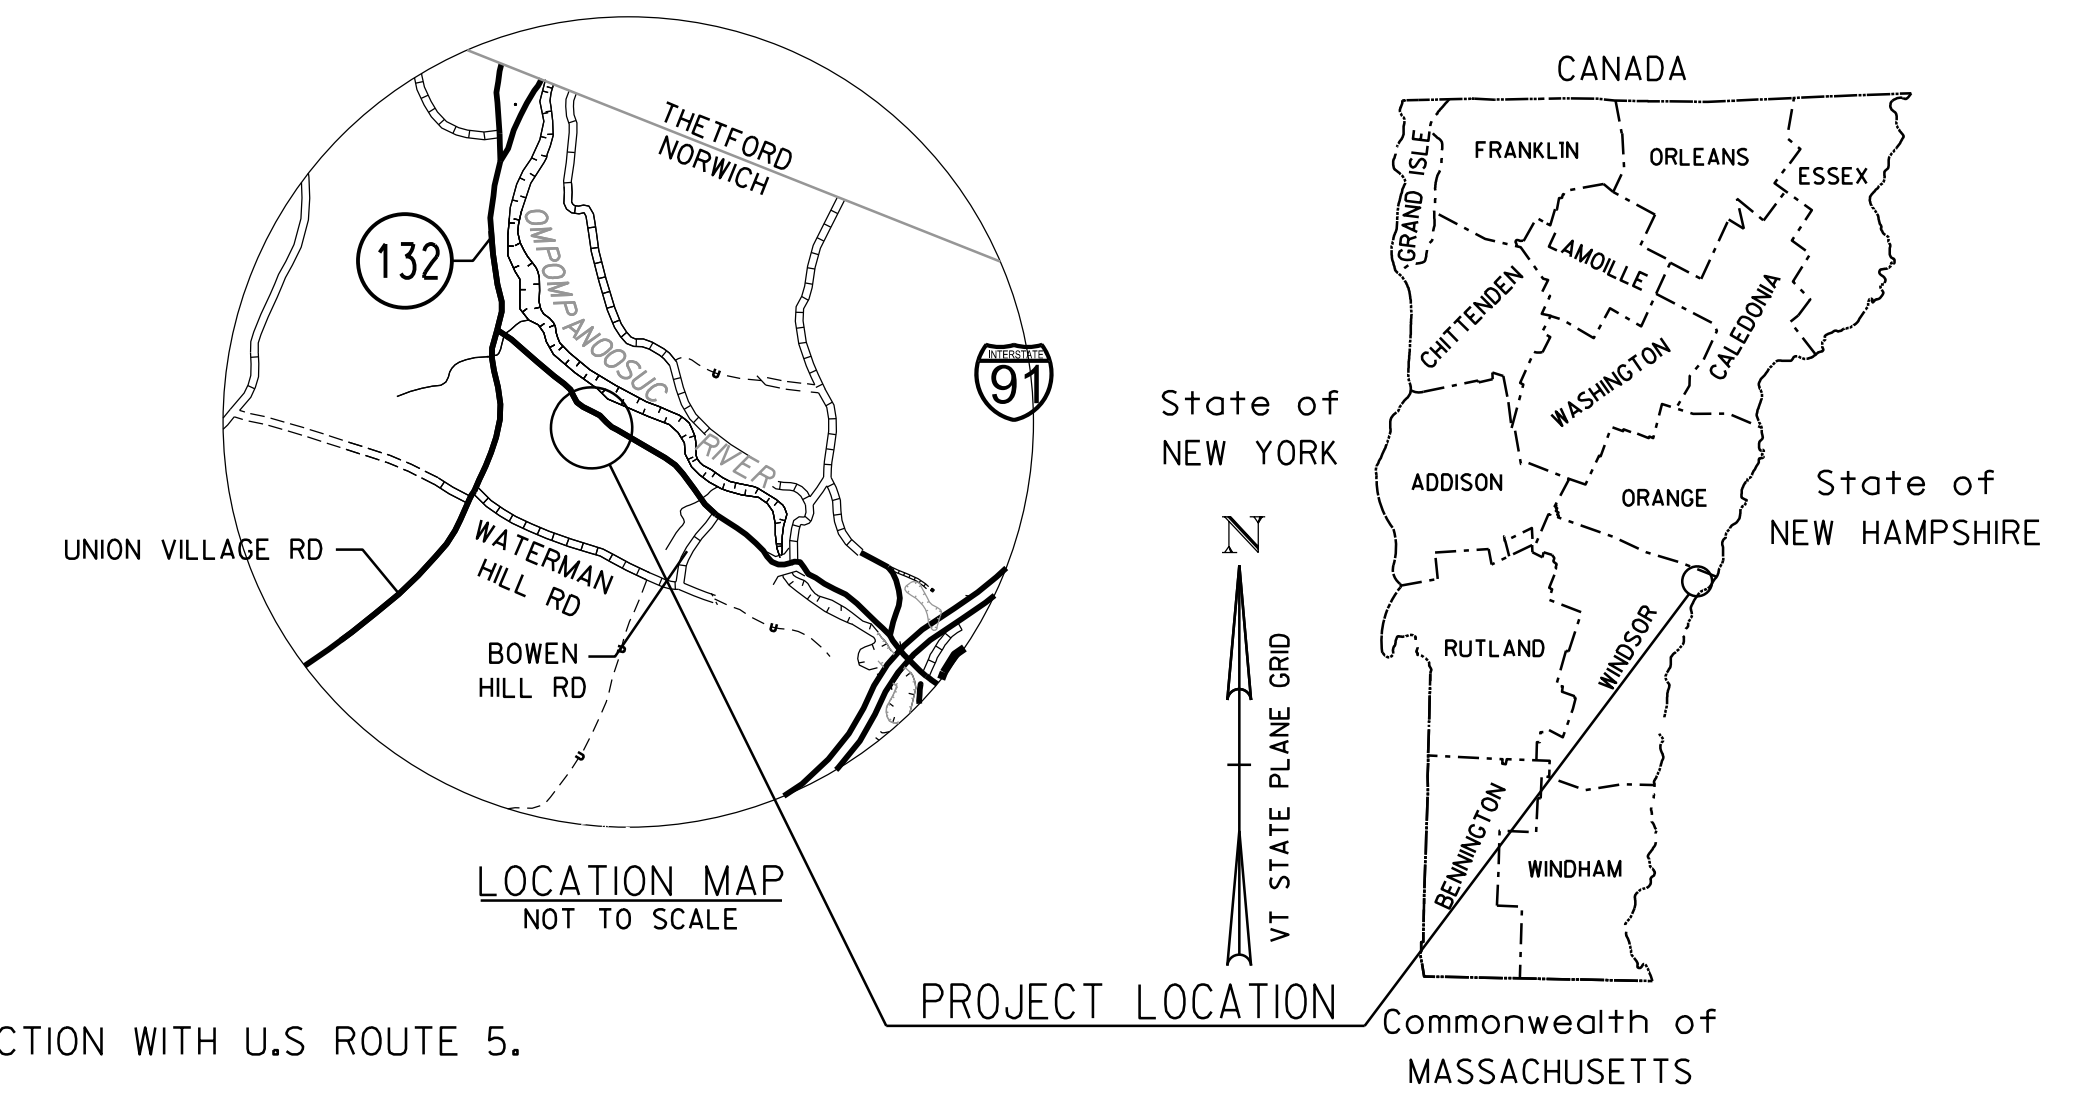 THETFORD
NORWICH
132
OMPOMPANOOSUC
RIVER
INTERSTATE
91
UNION VILLAGE RD
WATERMAN
HILL RD
BOWEN
HILL RD
LOCATION MAP
NOT TO SCALE
CTION WITH U.S ROUTE 5.
PROJECT LOCATION
N
VT STATE PLANE GRID
CANADA
GRAND ISLE
FRANKLIN
ORLEANS
ESSEX
LAMOILLE
CHITTENDEN
CALEDONIA
WASHINGTON
State of
NEW YORK
ADDISON
ORANGE
State of
NEW HAMPSHIRE
RUTLAND
WINDSOR
BENNINGTON
WINDHAM
Commonwealth of
MASSACHUSETTS